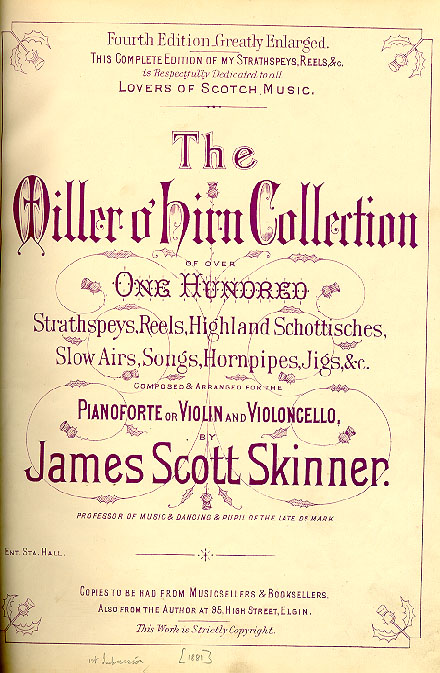 Fourth Edition, Greatly Enlarged.
This Complete Edition of my Strathspeys, Reels, &c.
is Respectfully Dedicated to all
Lovers of Scotch Music.
The
Miller o' Hirn Collection
OF OVER
ONE HUNDRED
Strathspeys, Reels, Highland Schottisches,
Slow Airs, Songs, Hornpipes, Jigs, &c.
COMPOSED & ARRANGED FOR THE
PIANOFORTE OR VIOLIN AND VIOLONCELLO,
BY
James Scott Skinner.
PROFESSOR OF MUSIC & DANCING & PUPIL OF THE LATE DR MARK
ENT. STA. HALL.
COPIES TO BE HAD FROM MUSICSELLERS & BOOKSELLERS.
ALSO FROM THE AUTHOR AT 95, HIGH STREET, ELGIN.
This Work is Strictly Copyright.
[1881]